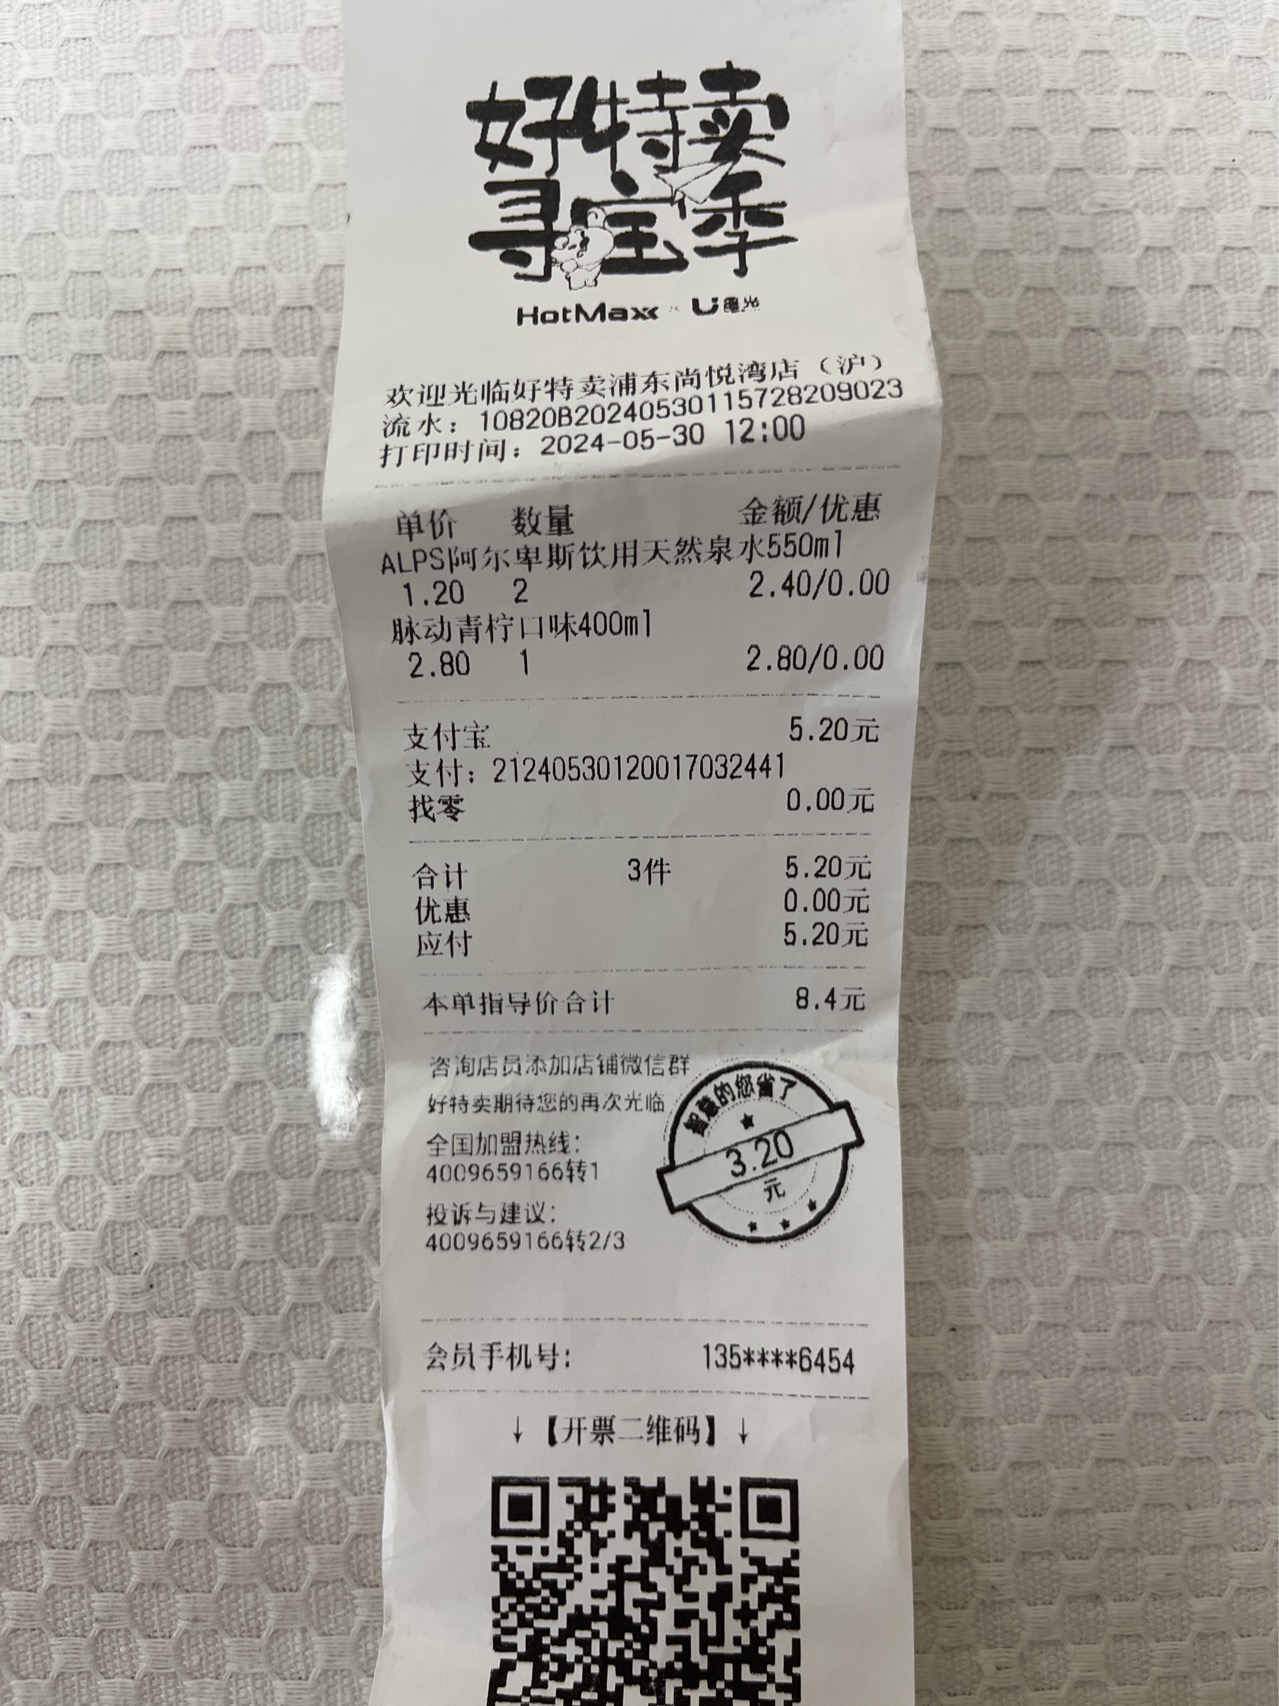 好特卖
寻宝季
HotMaxx × U星光
欢迎光临好特卖浦东尚悦湾店（沪）
流水：10820B202405301157282090​23
打印时间：2024-05-30 12:00
单价 数量 金额/优惠
ALPS阿尔卑斯饮用天然泉水550ml
1.20 2 2.40/0.00
脉动青柠口味400ml
2.80 1 2.80/0.00
支付宝 5.20元
支付：21240530120017032441
找零 0.00元
合计 3件 5.20元
优惠 0.00元
应付 5.20元
本单指导价合计 8.4元
咨询店员添加店铺微信群
好特卖期待您的再次光临
全国加盟热线：
4009659166转1
投诉与建议：
4009659166转2/3
智慧的您省了
3.20
元
会员手机号： 135****6454
↓【开票二维码】↓